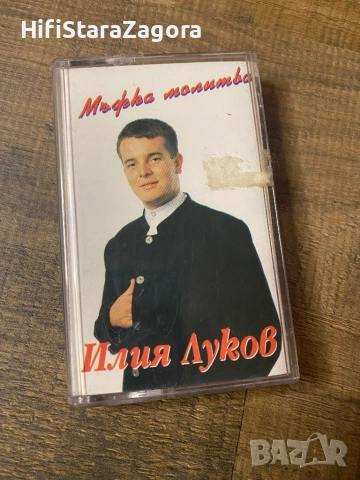 HifiStaraZagora
Мъжка молитва
Илия Луков
BAZAR